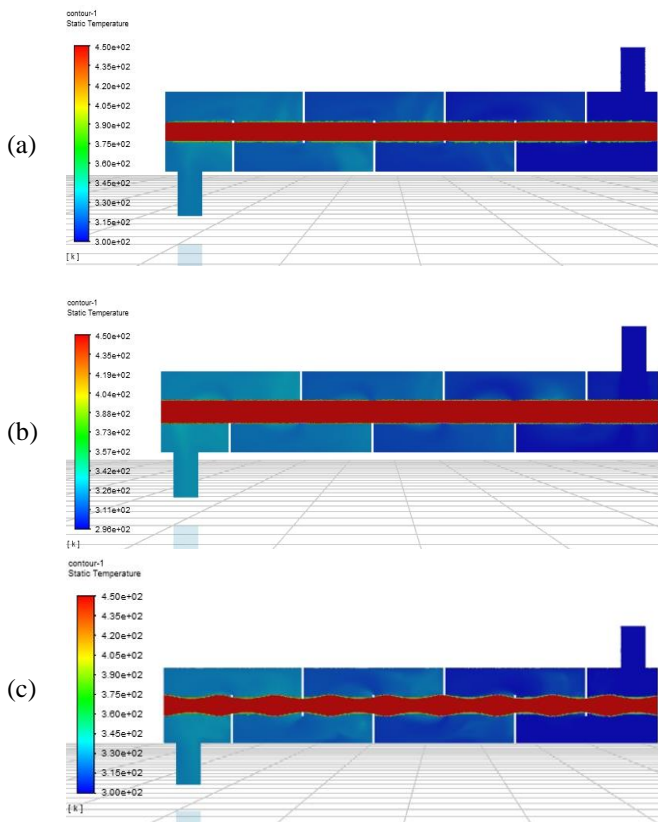 contour-1
Static Temperature
4.50e+02
4.35e+02
4.20e+02
4.05e+02
3.90e+02
3.75e+02
3.60e+02
3.45e+02
3.30e+02
3.15e+02
3.00e+02
[ k ]
(a)
contour-1
Static Temperature
4.50e+02
4.35e+02
4.19e+02
4.04e+02
3.88e+02
3.73e+02
3.57e+02
3.42e+02
3.27e+02
3.11e+02
2.96e+02
[ k ]
(b)
contour-1
Static Temperature
4.50e+02
4.35e+02
4.20e+02
4.05e+02
3.90e+02
3.75e+02
3.60e+02
3.45e+02
3.30e+02
3.15e+02
3.00e+02
[k ]
(c)